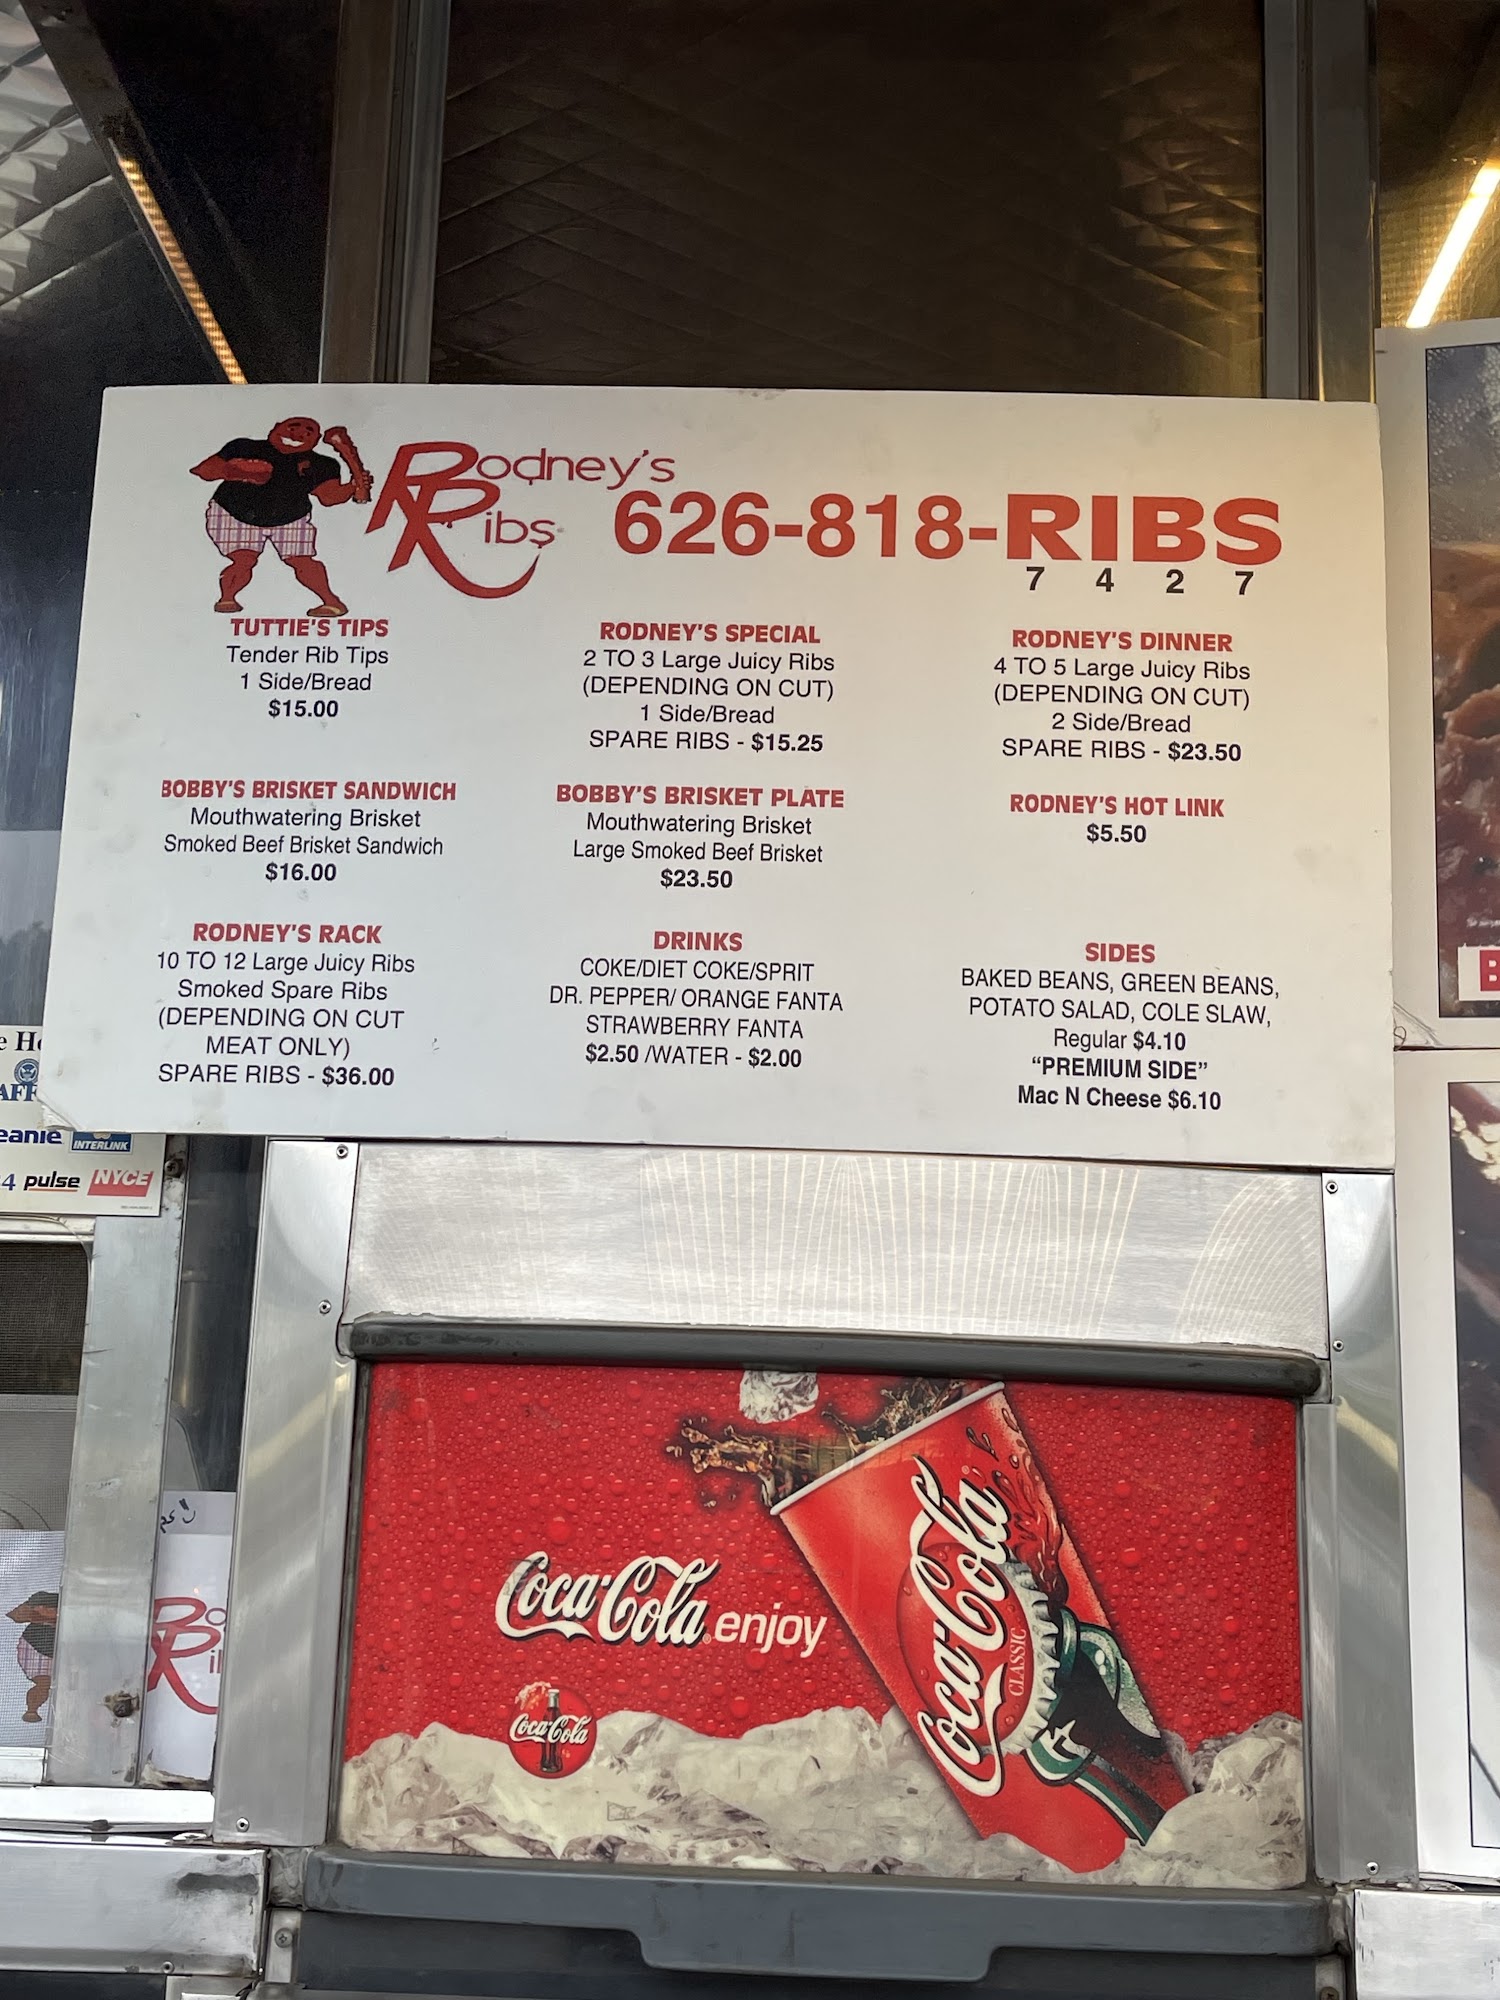 Rodney's
Ribs
626-818-RIBS
7 4 2 7
TUTTIE'S TIPS
Tender Rib Tips
1 Side/Bread
$15.00
RODNEY'S SPECIAL
2 TO 3 Large Juicy Ribs
(DEPENDING ON CUT)
1 Side/Bread
SPARE RIBS - $15.25
RODNEY'S DINNER
4 TO 5 Large Juicy Ribs
(DEPENDING ON CUT)
2 Side/Bread
SPARE RIBS - $23.50
BOBBY'S BRISKET SANDWICH
Mouthwatering Brisket
Smoked Beef Brisket Sandwich
$16.00
BOBBY'S BRISKET PLATE
Mouthwatering Brisket
Large Smoked Beef Brisket
$23.50
RODNEY'S HOT LINK
$5.50
RODNEY'S RACK
10 TO 12 Large Juicy Ribs
Smoked Spare Ribs
(DEPENDING ON CUT
MEAT ONLY)
SPARE RIBS - $36.00
DRINKS
COKE/DIET COKE/SPRIT
DR. PEPPER/ ORANGE FANTA
STRAWBERRY FANTA
$2.50 /WATER - $2.00
SIDES
BAKED BEANS, GREEN BEANS,
POTATO SALAD, COLE SLAW,
Regular $4.10
"PREMIUM SIDE"
Mac N Cheese $6.10
INTERLINK
pulse NYCE
Coca-Cola enjoy
Coca-Cola
Coca-Cola
CLASSIC